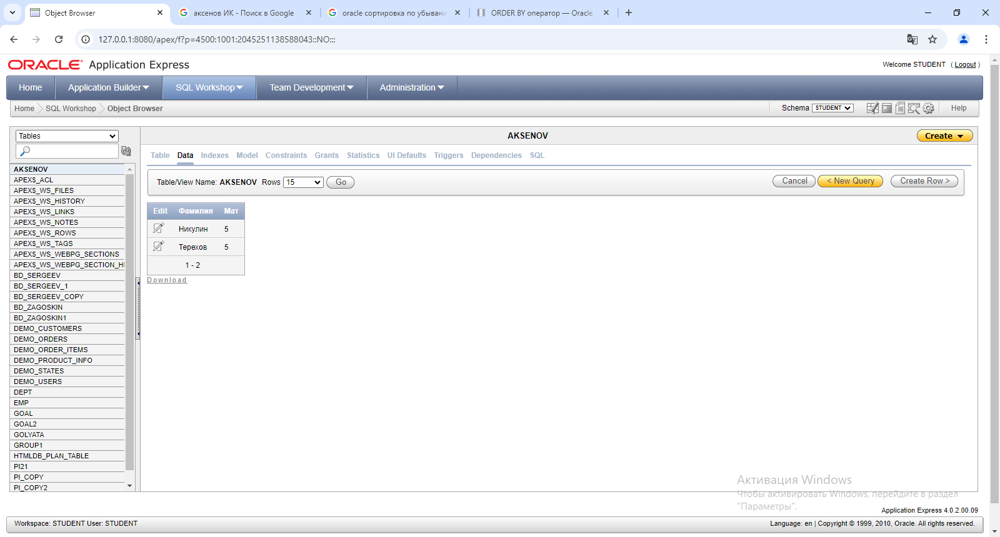 Object Browser
аксенов ИК - Поиск в Google
oracle сортировка по убывани
ORDER BY оператор — Oracle
127.0.0.1:8080/apex/f?p=4500:1001:2045251138588043::NO:::
ORACLE Application Express
Welcome STUDENT ( Logout )
Home
Application Builder
SQL Workshop
Team Development
Administration
Home
SQL Workshop
Object Browser
Schema STUDENT
Help
Tables
AKSENOV
APEX$_ACL
APEX$_WS_FILES
APEX$_WS_HISTORY
APEX$_WS_LINKS
APEX$_WS_NOTES
APEX$_WS_ROWS
APEX$_WS_TAGS
APEX$_WS_WEBPG_SECTIONS
APEX$_WS_WEBPG_SECTION_HI
BD_SERGEEV
BD_SERGEEV_1
BD_SERGEEV_COPY
BD_ZAGOSKIN
BD_ZAGOSKIN1
DEMO_CUSTOMERS
DEMO_ORDERS
DEMO_ORDER_ITEMS
DEMO_PRODUCT_INFO
DEMO_STATES
DEMO_USERS
DEPT
EMP
GOAL
GOAL2
GOLYATA
GROUP1
HTMLDB_PLAN_TABLE
PI21
PI_COPY
PI_COPY2
AKSENOV
Create
Table Data Indexes Model Constraints Grants Statistics UI Defaults Triggers Dependencies SQL
Table/View Name: AKSENOV Rows 15 Go
Cancel < New Query Create Row >
Edit Фамилия Мат
Никулин 5
Терехов 5
1 - 2
Download
Активация Windows
Чтобы активировать Windows, перейдите в раздел
"Параметры".
Application Express 4.0.2.00.09
Workspace: STUDENT User: STUDENT
Language: en | Copyright © 1999, 2010, Oracle. All rights reserved.